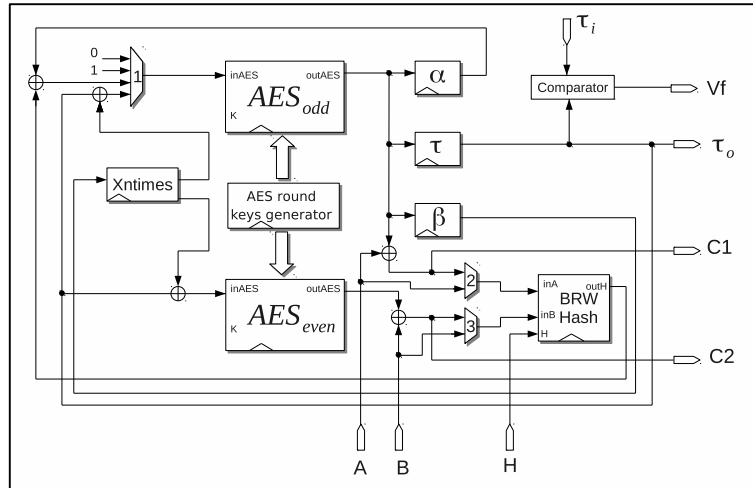 τi
0
1
1
inAES outAES
AESodd
K
α
Comparator
Vf
τ
τo
Xntimes
AES round
keys generator
β
C1
2
inAES outAES
AESeven
K
3
inA outH
BRW
inB Hash
H
C2
A B H